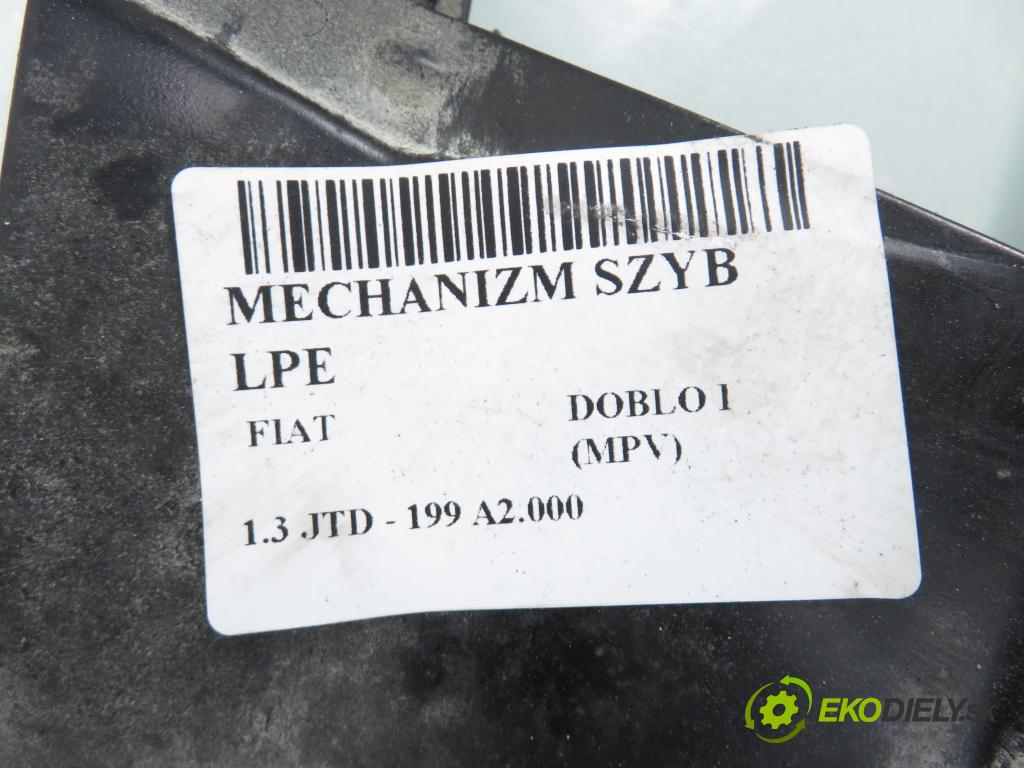 MECHANIZM SZYB
LPE
FIAT DOBLO I
(MPV)
1.3 JTD - 199 A2.000
EKODIELY.sk